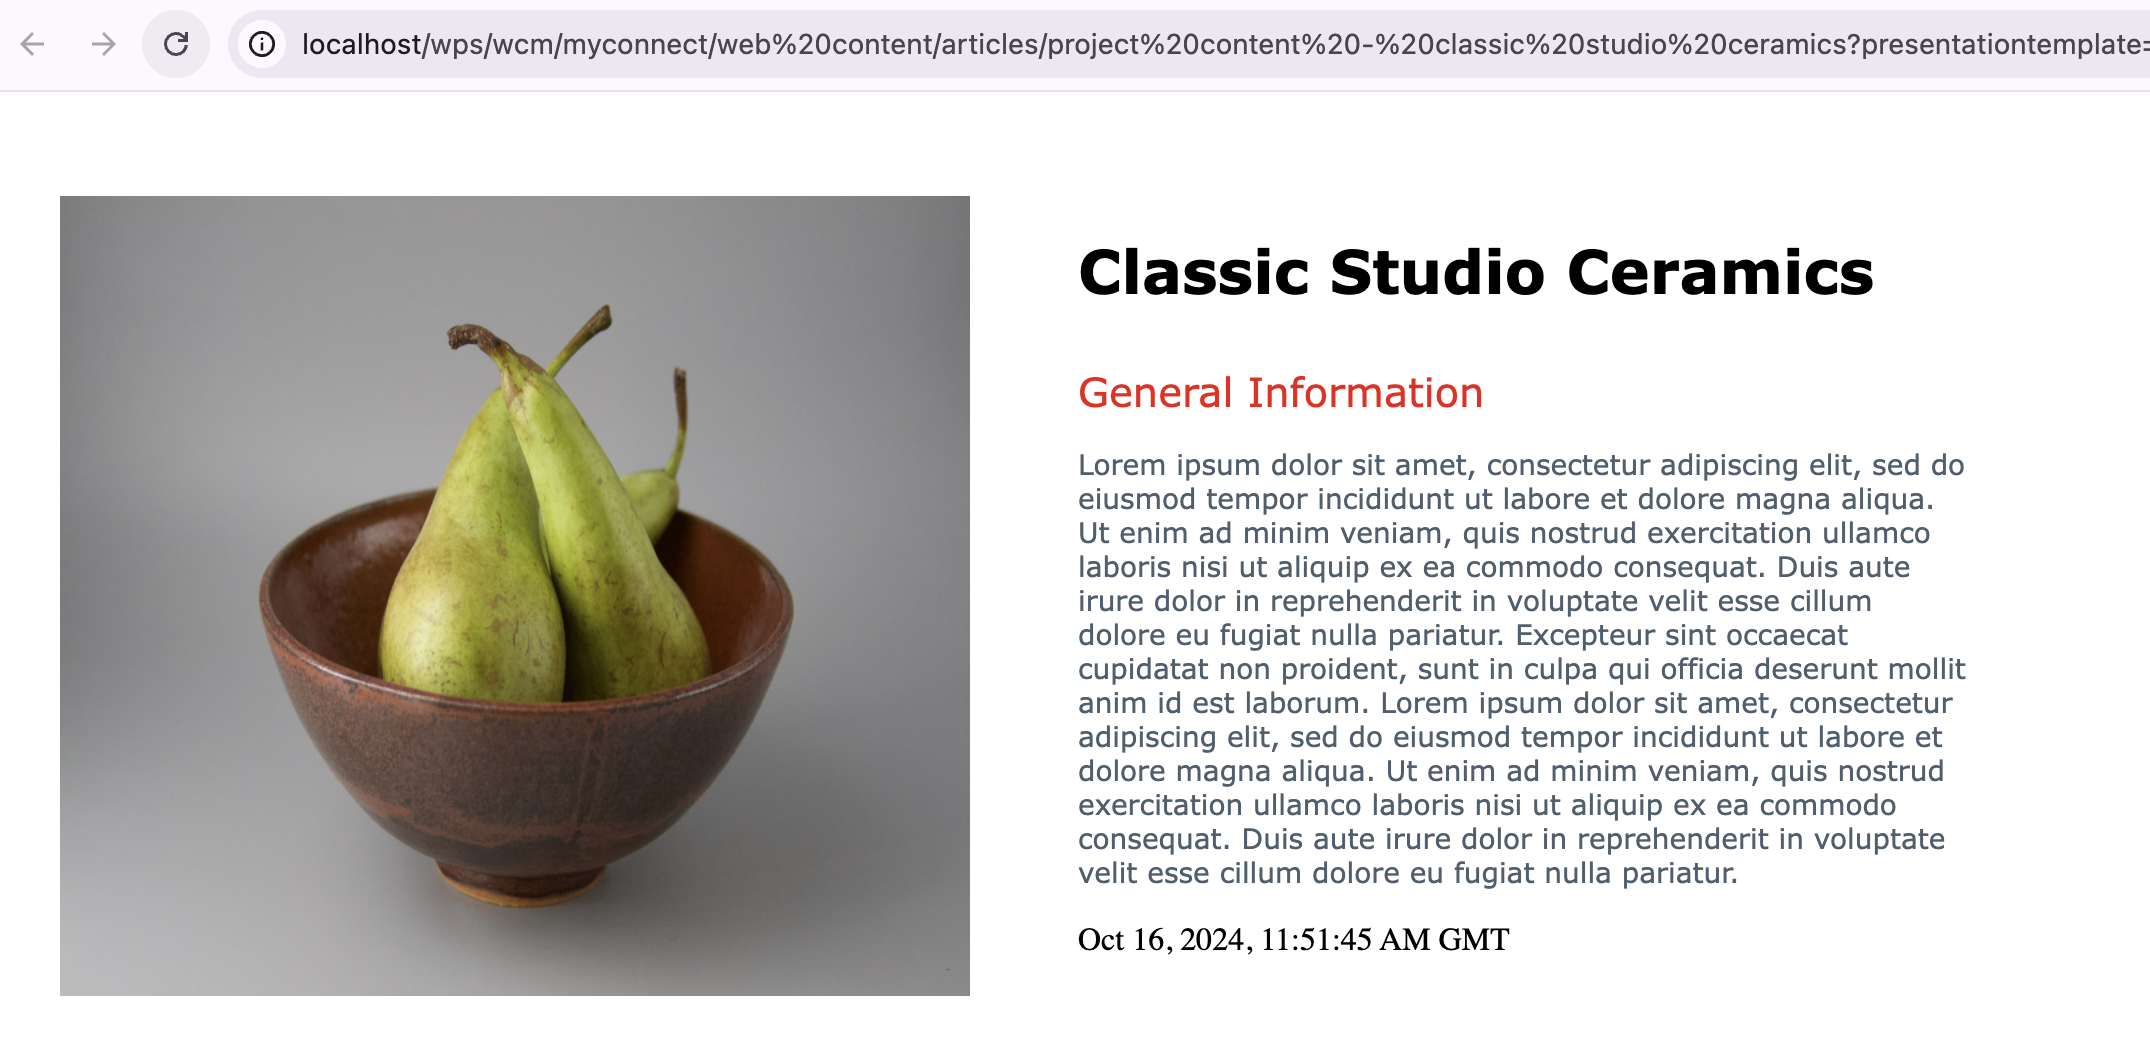 localhost/wps/wcm/myconnect/web%20content/articles/project%20content%20-%20classic%20studio%20ceramics?presentationtemplate=
Classic Studio Ceramics
General Information
Lorem ipsum dolor sit amet, consectetur adipiscing elit, sed do
eiusmod tempor incididunt ut labore et dolore magna aliqua.
Ut enim ad minim veniam, quis nostrud exercitation ullamco
laboris nisi ut aliquip ex ea commodo consequat. Duis aute
irure dolor in reprehenderit in voluptate velit esse cillum
dolore eu fugiat nulla pariatur. Excepteur sint occaecat
cupidatat non proident, sunt in culpa qui officia deserunt mollit
anim id est laborum. Lorem ipsum dolor sit amet, consectetur
adipiscing elit, sed do eiusmod tempor incididunt ut labore et
dolore magna aliqua. Ut enim ad minim veniam, quis nostrud
exercitation ullamco laboris nisi ut aliquip ex ea commodo
consequat. Duis aute irure dolor in reprehenderit in voluptate
velit esse cillum dolore eu fugiat nulla pariatur.
Oct 16, 2024, 11:51:45 AM GMT